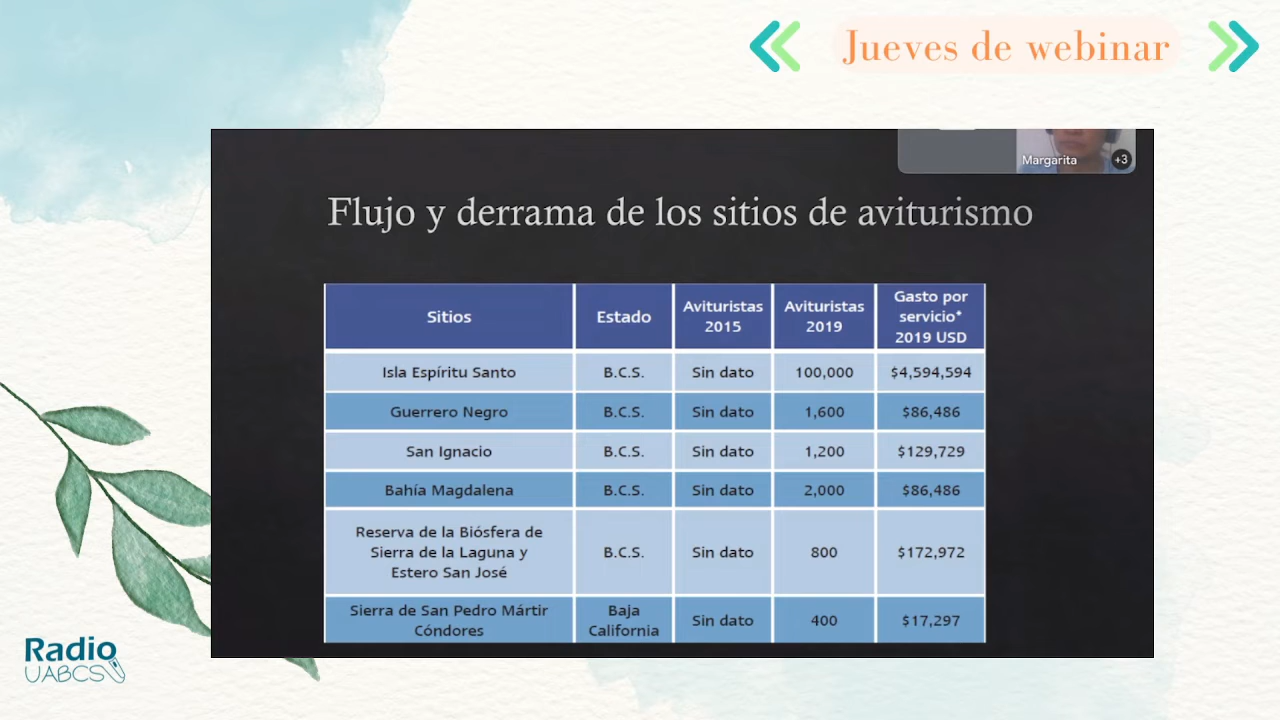 Jueves de webinar
Margarita
+3
Flujo y derrama de los sitios de aviturismo
Sitios
Estado
Avituristas
2015
Avituristas
2019
Gasto por
servicio*
2019 USD
Isla Espíritu Santo
B.C.S.
Sin dato
100,000
$4,594,594
Guerrero Negro
B.C.S.
Sin dato
1,600
$86,486
San Ignacio
B.C.S.
Sin dato
1,200
$129,729
Bahía Magdalena
B.C.S.
Sin dato
2,000
$86,486
Reserva de la Biósfera de
Sierra de la Laguna y
Estero San José
B.C.S.
Sin dato
800
$172,972
Sierra de San Pedro Mártir
Cóndores
Baja
California
Sin dato
400
$17,297
Radio
UABCS